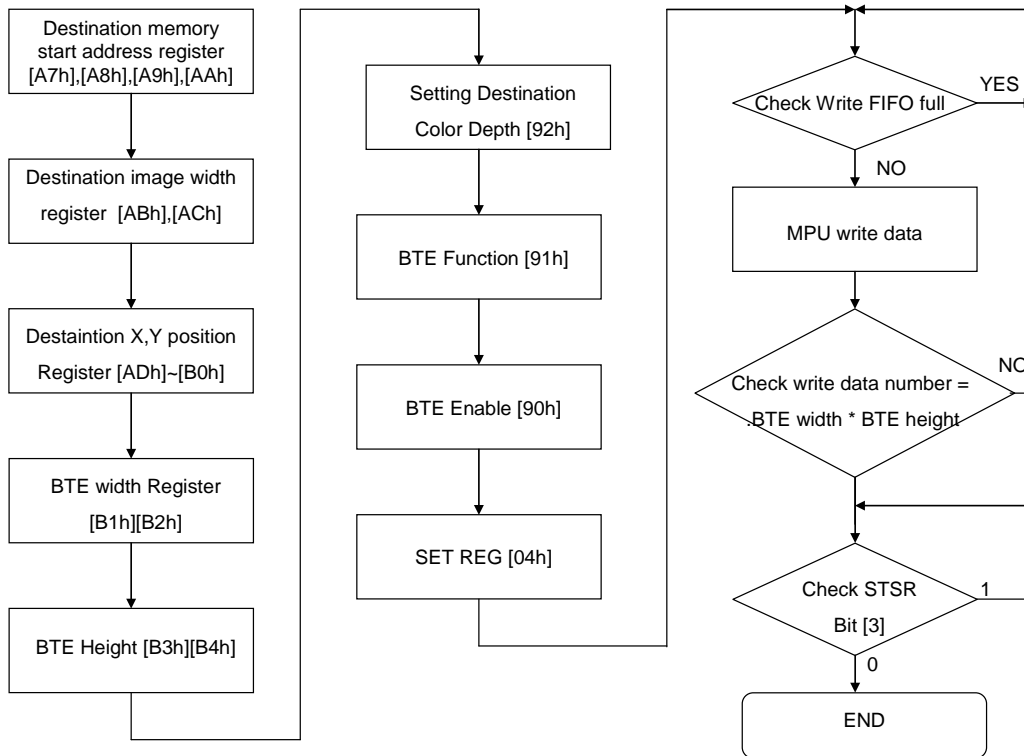 Destination memory
start address register
[A7h],[A8h],[A9h],[AAh]
Destination image width
register  [ABh],[ACh]
Destaintion X,Y position
Register [ADh]~[B0h]
BTE width Register
[B1h][B2h]
BTE Height [B3h][B4h]
Setting Destination
Color Depth [92h]
BTE Function [91h]
BTE Enable [90h]
SET REG [04h]
Check Write FIFO full
YES
NO
MPU write data
Check write data number =
.BTE width * BTE height
NO
Check STSR
Bit [3]
1
0
END